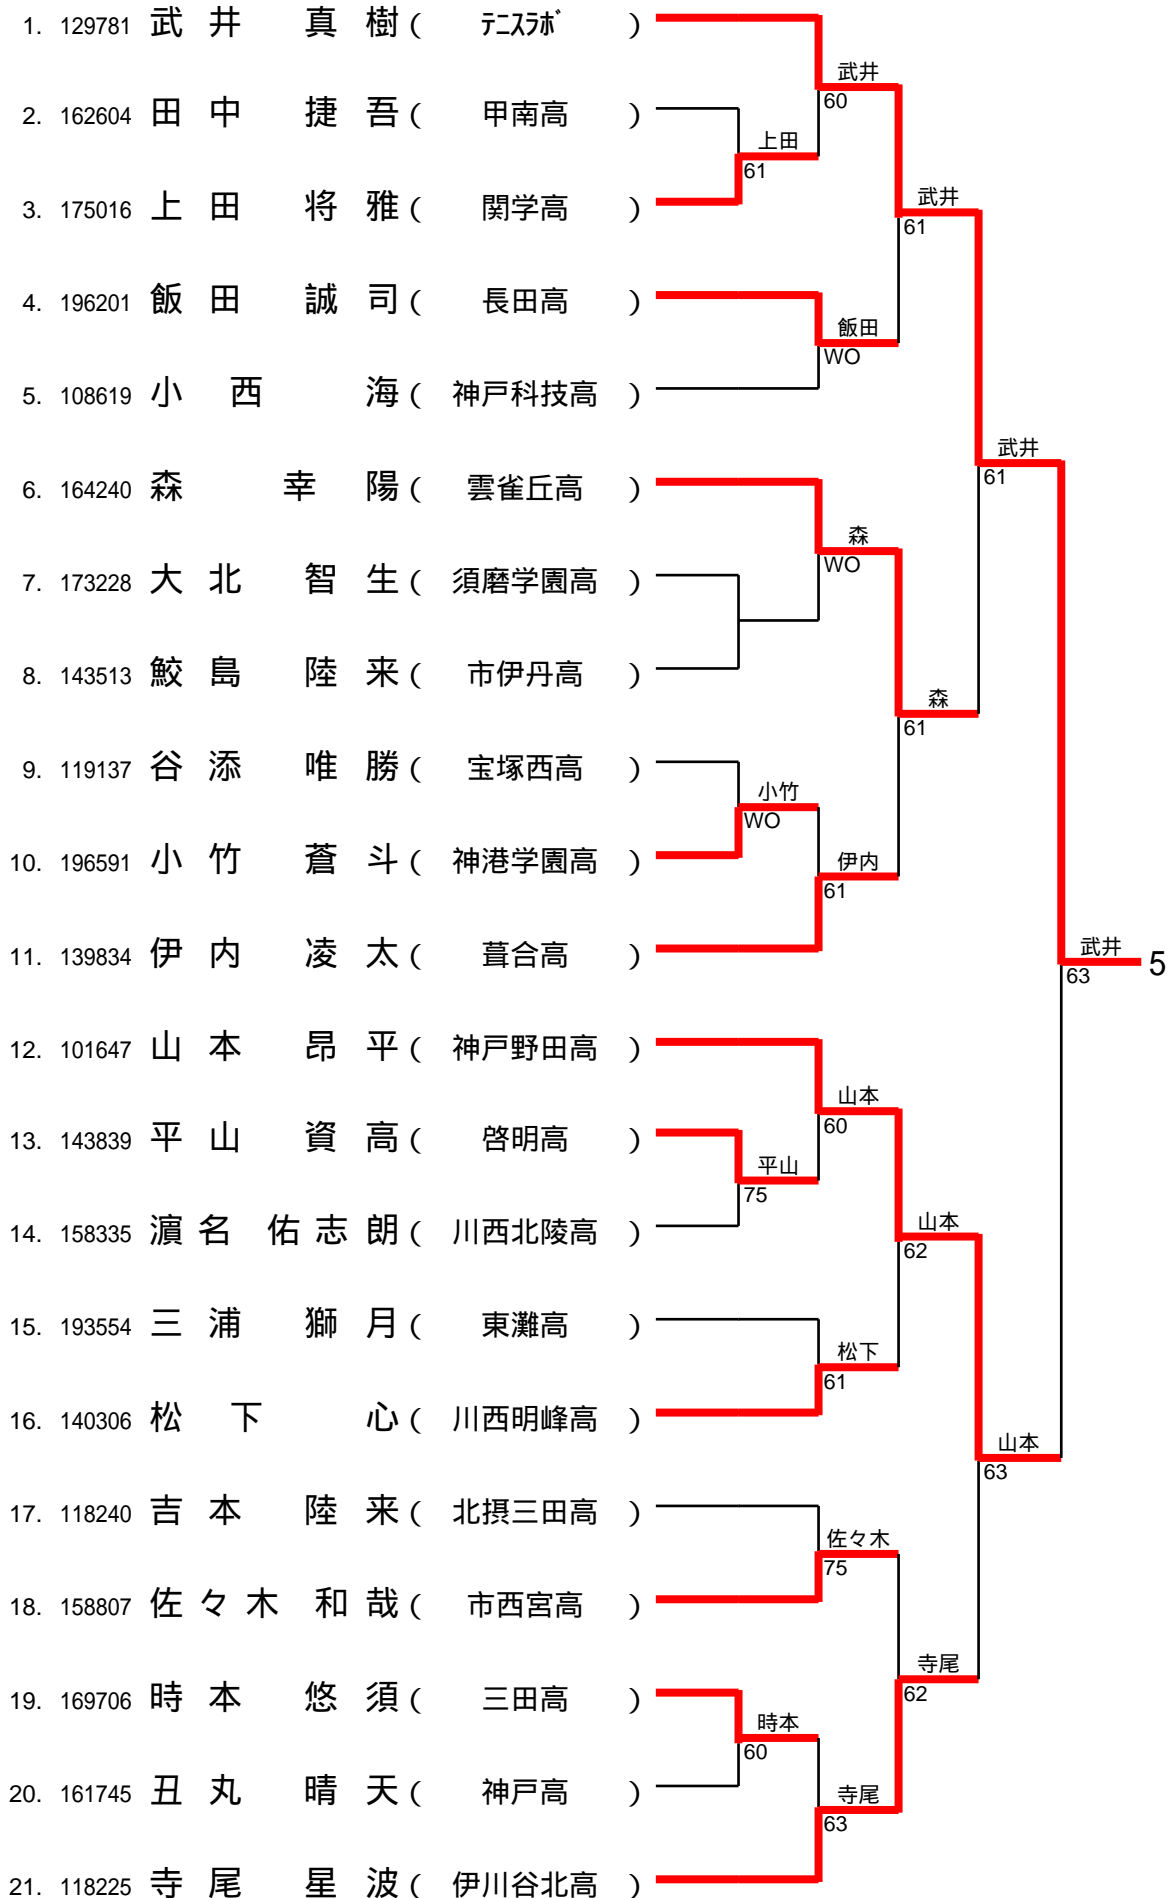 1. 129781 武井 真樹 ( テニスラボ )
武井
60
2. 162604 田中 捷吾 ( 甲南高 )
上田
61
3. 175016 上田 将雅 ( 関学高 )
武井
61
4. 196201 飯田 誠司 ( 長田高 )
飯田
WO
5. 108619 小西 海 ( 神戸科技高 )
武井
61
6. 164240 森 幸陽 ( 雲雀丘高 )
森
WO
7. 173228 大北 智生 ( 須磨学園高 )
8. 143513 鮫島 陸来 ( 市伊丹高 )
森
61
9. 119137 谷添 唯勝 ( 宝塚西高 )
小竹
WO
10. 196591 小竹 蒼斗 ( 神港学園高 )
伊内
61
11. 139834 伊内 凌太 ( 葺合高 )
武井
63
5
12. 101647 山本 昂平 ( 神戸野田高 )
山本
60
13. 143839 平山 資高 ( 啓明高 )
平山
75
14. 158335 濵名 佑志朗 ( 川西北陵高 )
山本
62
15. 193554 三浦 獅月 ( 東灘高 )
松下
61
16. 140306 松下 心 ( 川西明峰高 )
山本
63
17. 118240 吉本 陸来 ( 北摂三田高 )
佐々木
75
18. 158807 佐々木 和哉 ( 市西宮高 )
寺尾
62
19. 169706 時本 悠須 ( 三田高 )
時本
60
20. 161745 丑丸 晴天 ( 神戸高 )
寺尾
63
21. 118225 寺尾 星波 ( 伊川谷北高 )